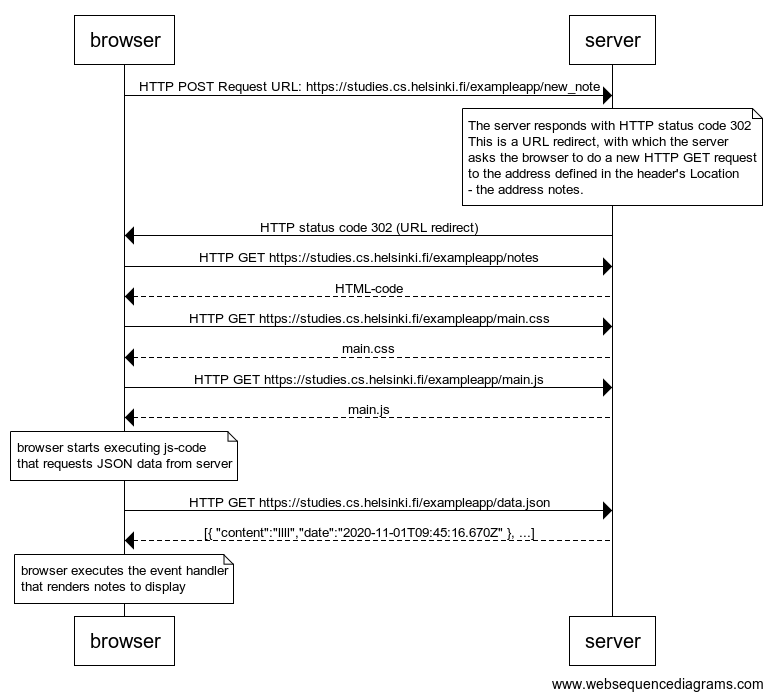 browser
server
HTTP POST Request URL: https://studies.cs.helsinki.fi/exampleapp/new_note
The server responds with HTTP status code 302
This is a URL redirect, with which the server
asks the browser to do a new HTTP GET request
to the address defined in the header's Location
- the address notes.
HTTP status code 302 (URL redirect)
HTTP GET https://studies.cs.helsinki.fi/exampleapp/notes
HTML-code
HTTP GET https://studies.cs.helsinki.fi/exampleapp/main.css
main.css
HTTP GET https://studies.cs.helsinki.fi/exampleapp/main.js
main.js
browser starts executing js-code
that requests JSON data from server
HTTP GET https://studies.cs.helsinki.fi/exampleapp/data.json
[{ "content":"llll","date":"2020-11-01T09:45:16.670Z" }, ...]
browser executes the event handler
that renders notes to display
browser
server
www.websequencediagrams.com